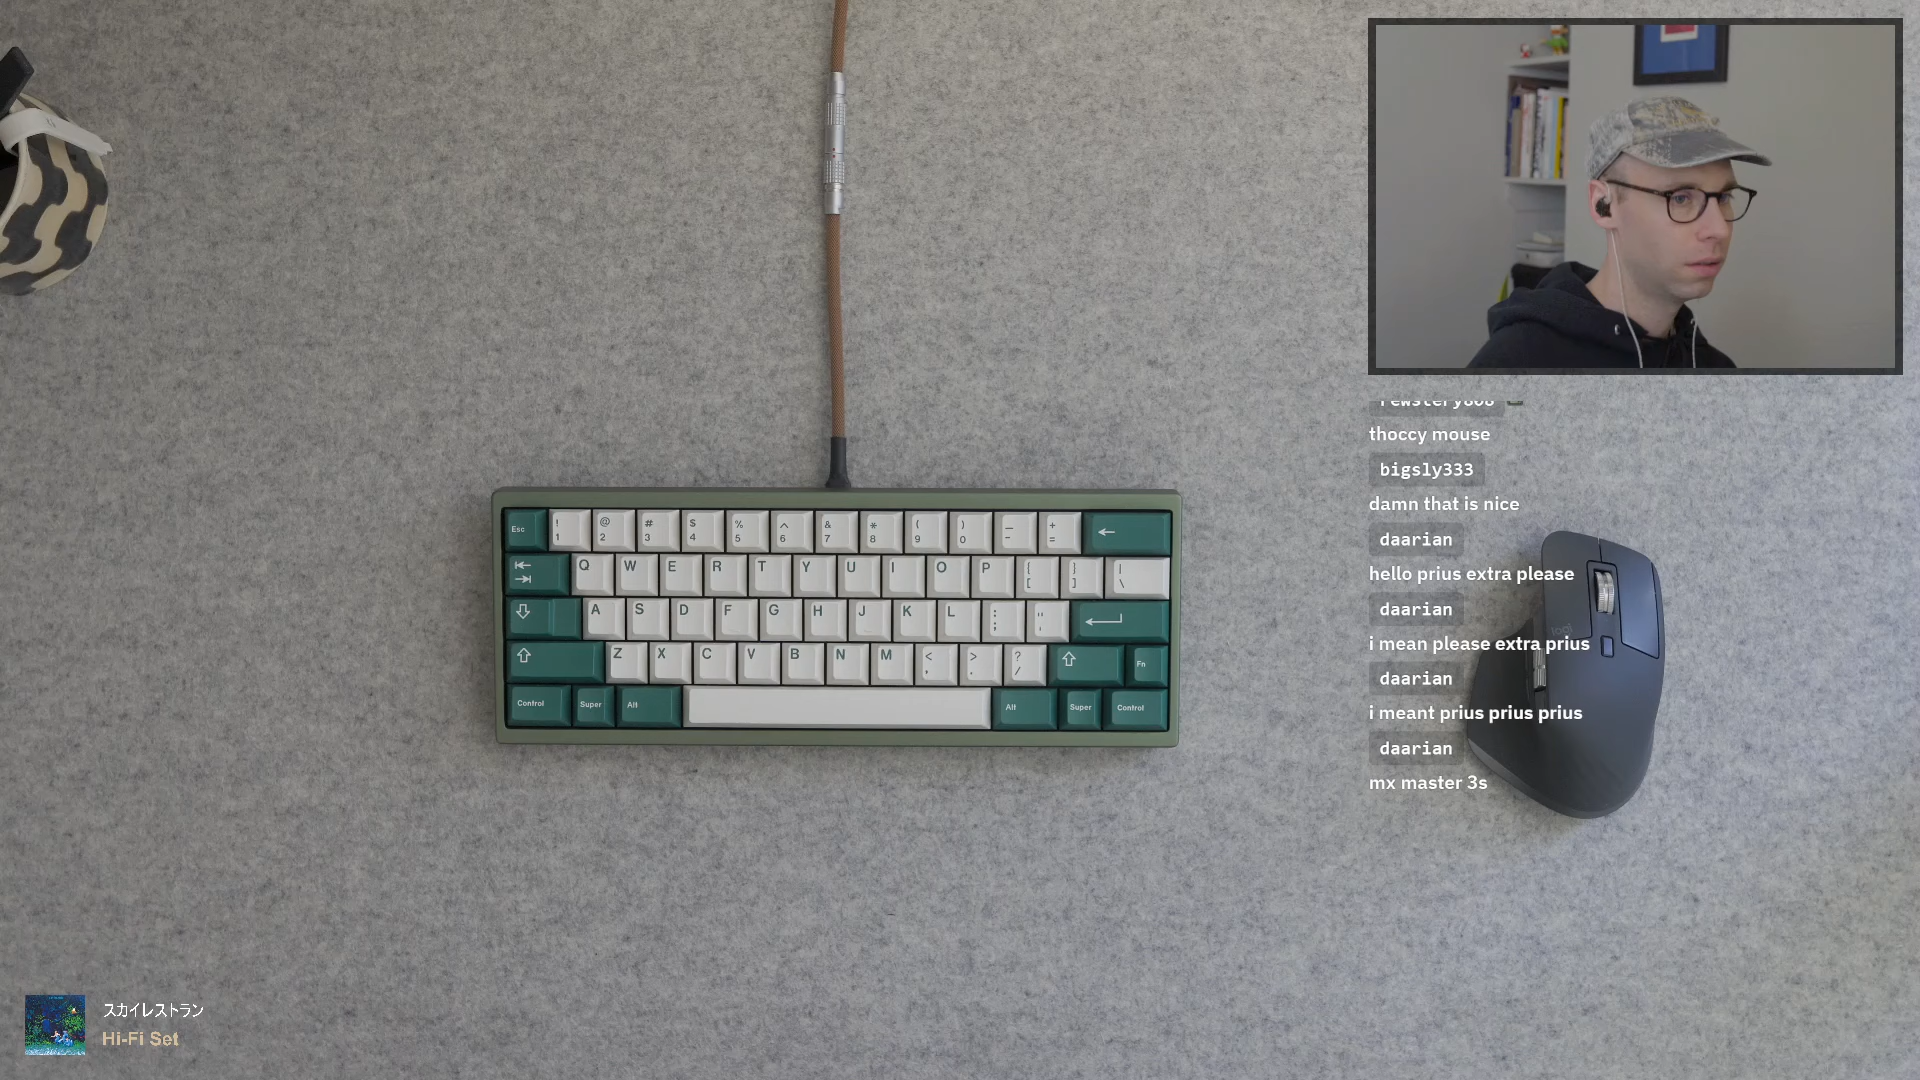 thoccy mouse
bigsly333
damn that is nice
daarian
hello prius extra please
daarian
i mean please extra prius
daarian
i meant prius prius prius
daarian
mx master 3s
Esc ! 1 @ 2 # 3 $ 4 % 5 ^ 6 & 7 * 8 ( 9 ) 0 _ - + =
Q W E R T Y U I O P { [ } ] | \
A S D F G H J K L : ; " '
Z X C V B N M < , > . ? / Fn
Control Super Alt Alt Super Control
logi
スカイレストラン
Hi-Fi Set